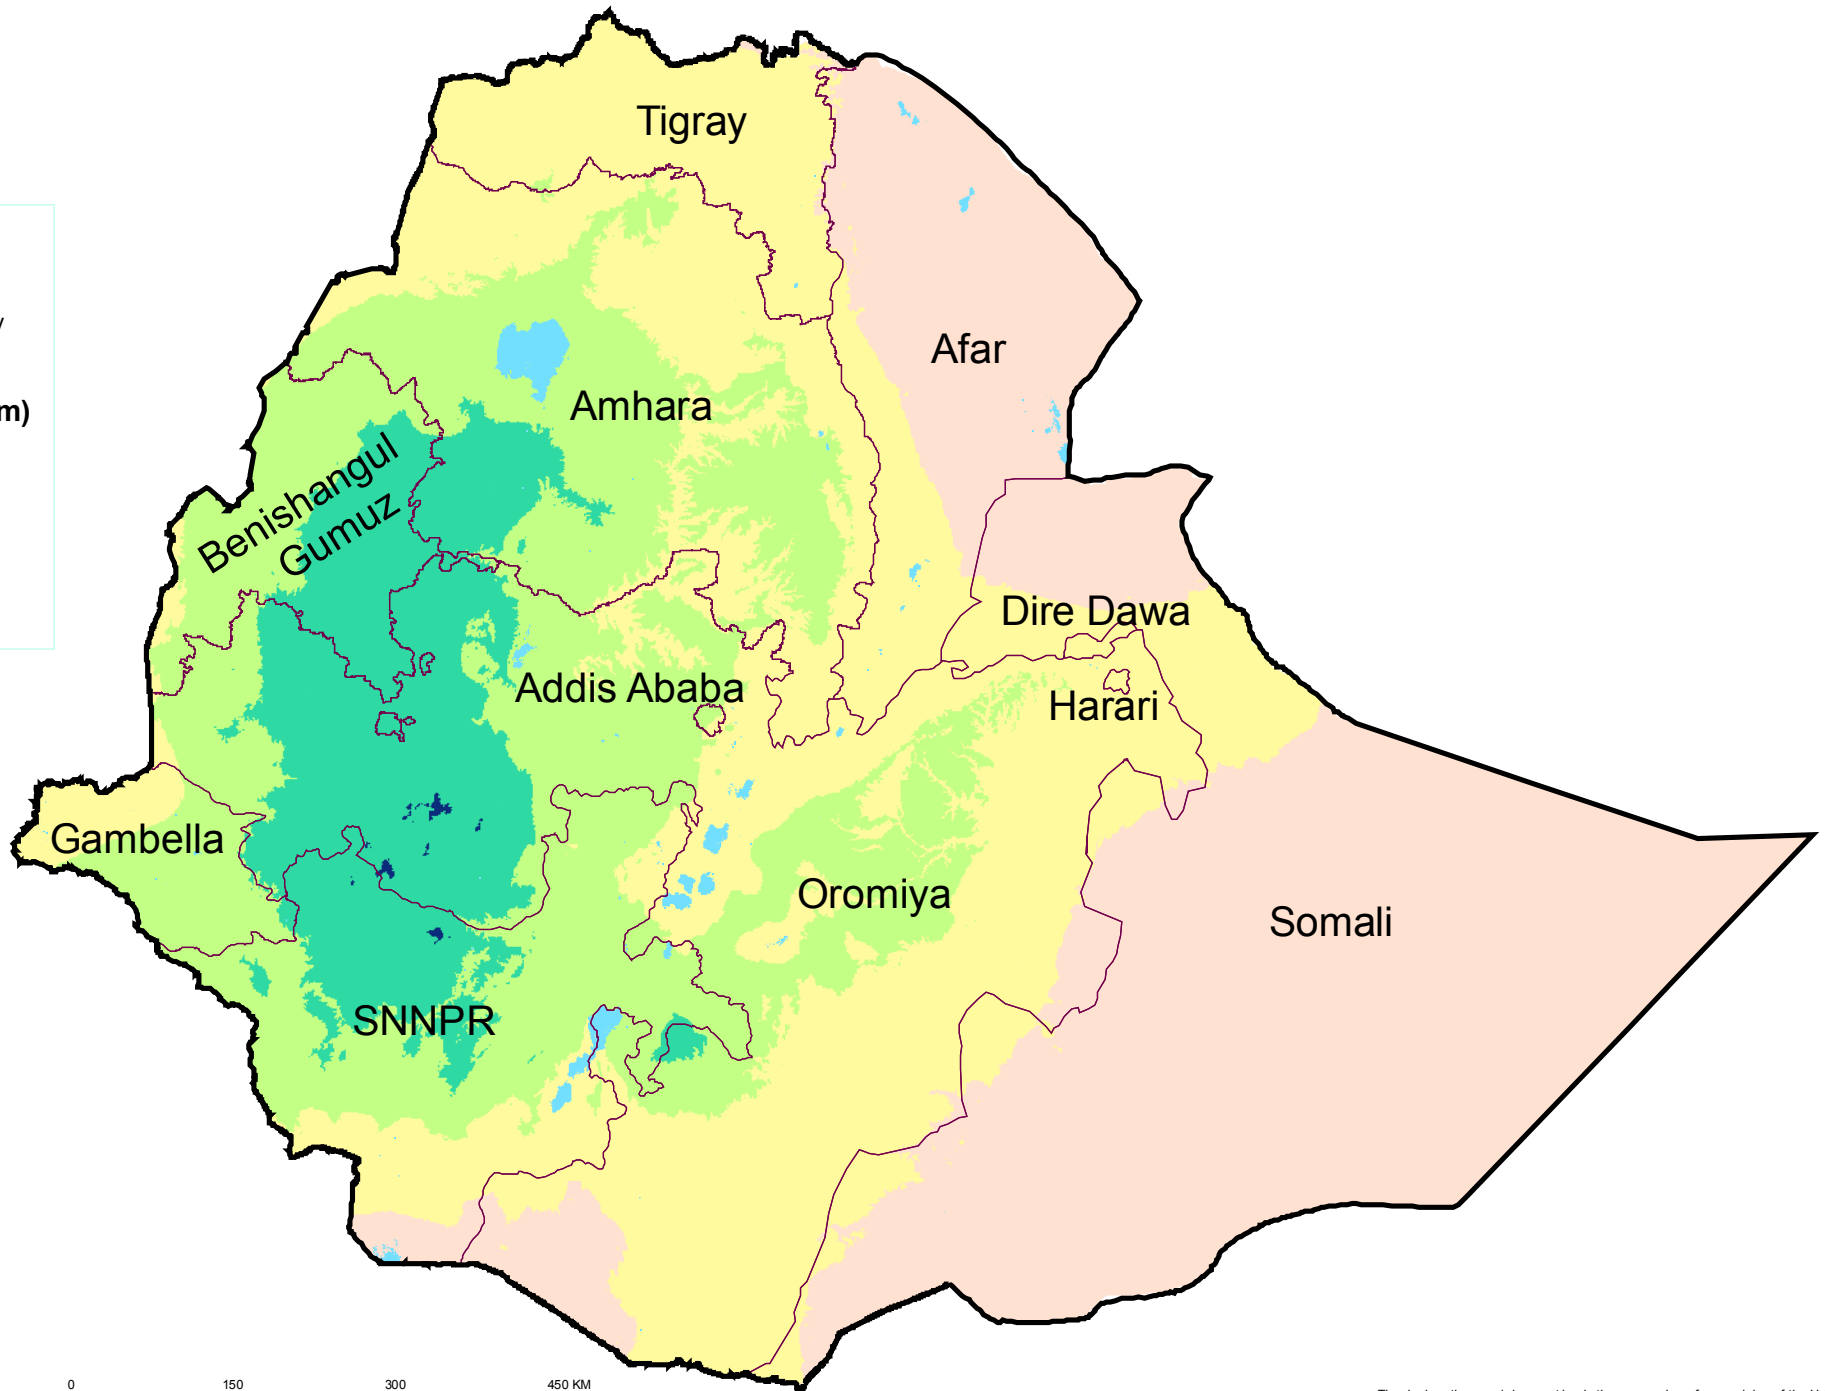 Tigray
m)
Afar
Amhara
Benishangul
Gumuz
Dire Dawa
Addis Ababa
Harari
Gambella
Oromiya
Somali
SNNPR
0 150 300 450 KM